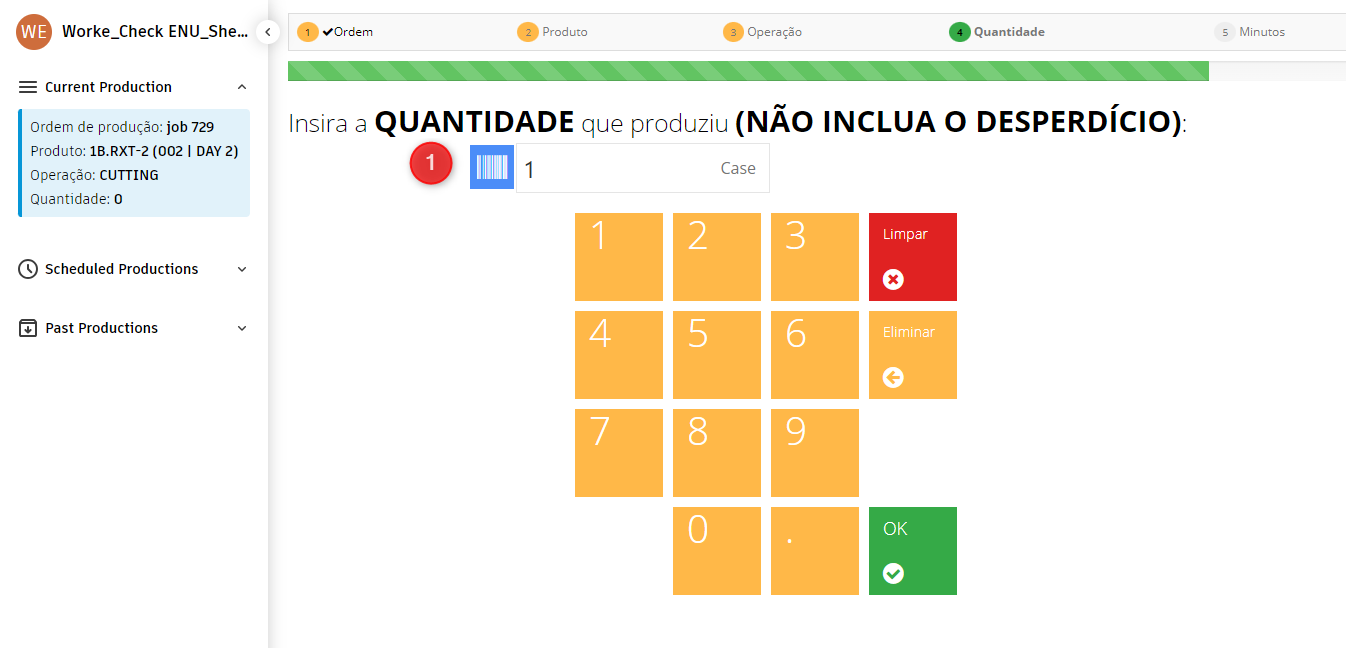 WE Worke_Check ENU_She...
Current Production
Ordem de produção: job 729
Produto: 1B.RXT-2 (002 | DAY 2)
Operação: CUTTING
Quantidade: 0
Scheduled Productions
Past Productions
1 Ordem 2 Produto 3 Operação 4 Quantidade 5 Minutos
Insira a QUANTIDADE que produziu (NÃO INCLUA O DESPERDÍCIO):
1 1 Case
1 2 3 Limpar
4 5 6 Eliminar
7 8 9
0 . OK